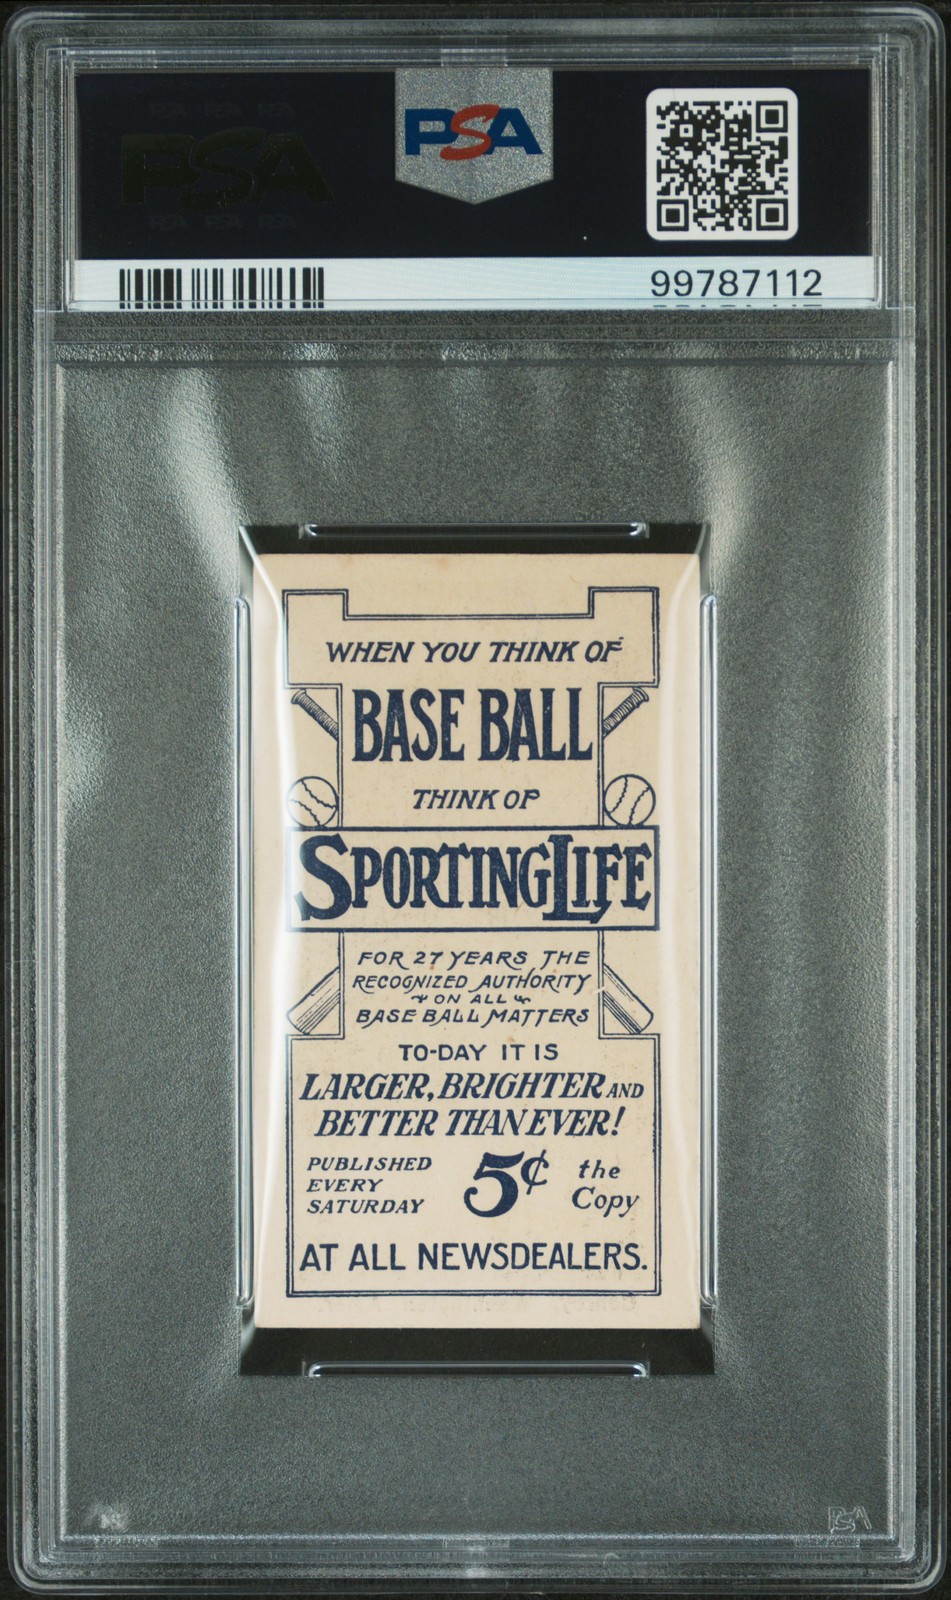 PSA
PSA
99787112
WHEN YOU THINK OF
BASE BALL
THINK OF
SPORTING LIFE
FOR 27 YEARS THE
RECOGNIZED AUTHORITY
ON ALL
BASE BALL MATTERS
TO-DAY IT IS
LARGER, BRIGHTER AND
BETTER THAN EVER!
PUBLISHED
EVERY
SATURDAY
5¢
the
Copy
AT ALL NEWSDEALERS.
PSA